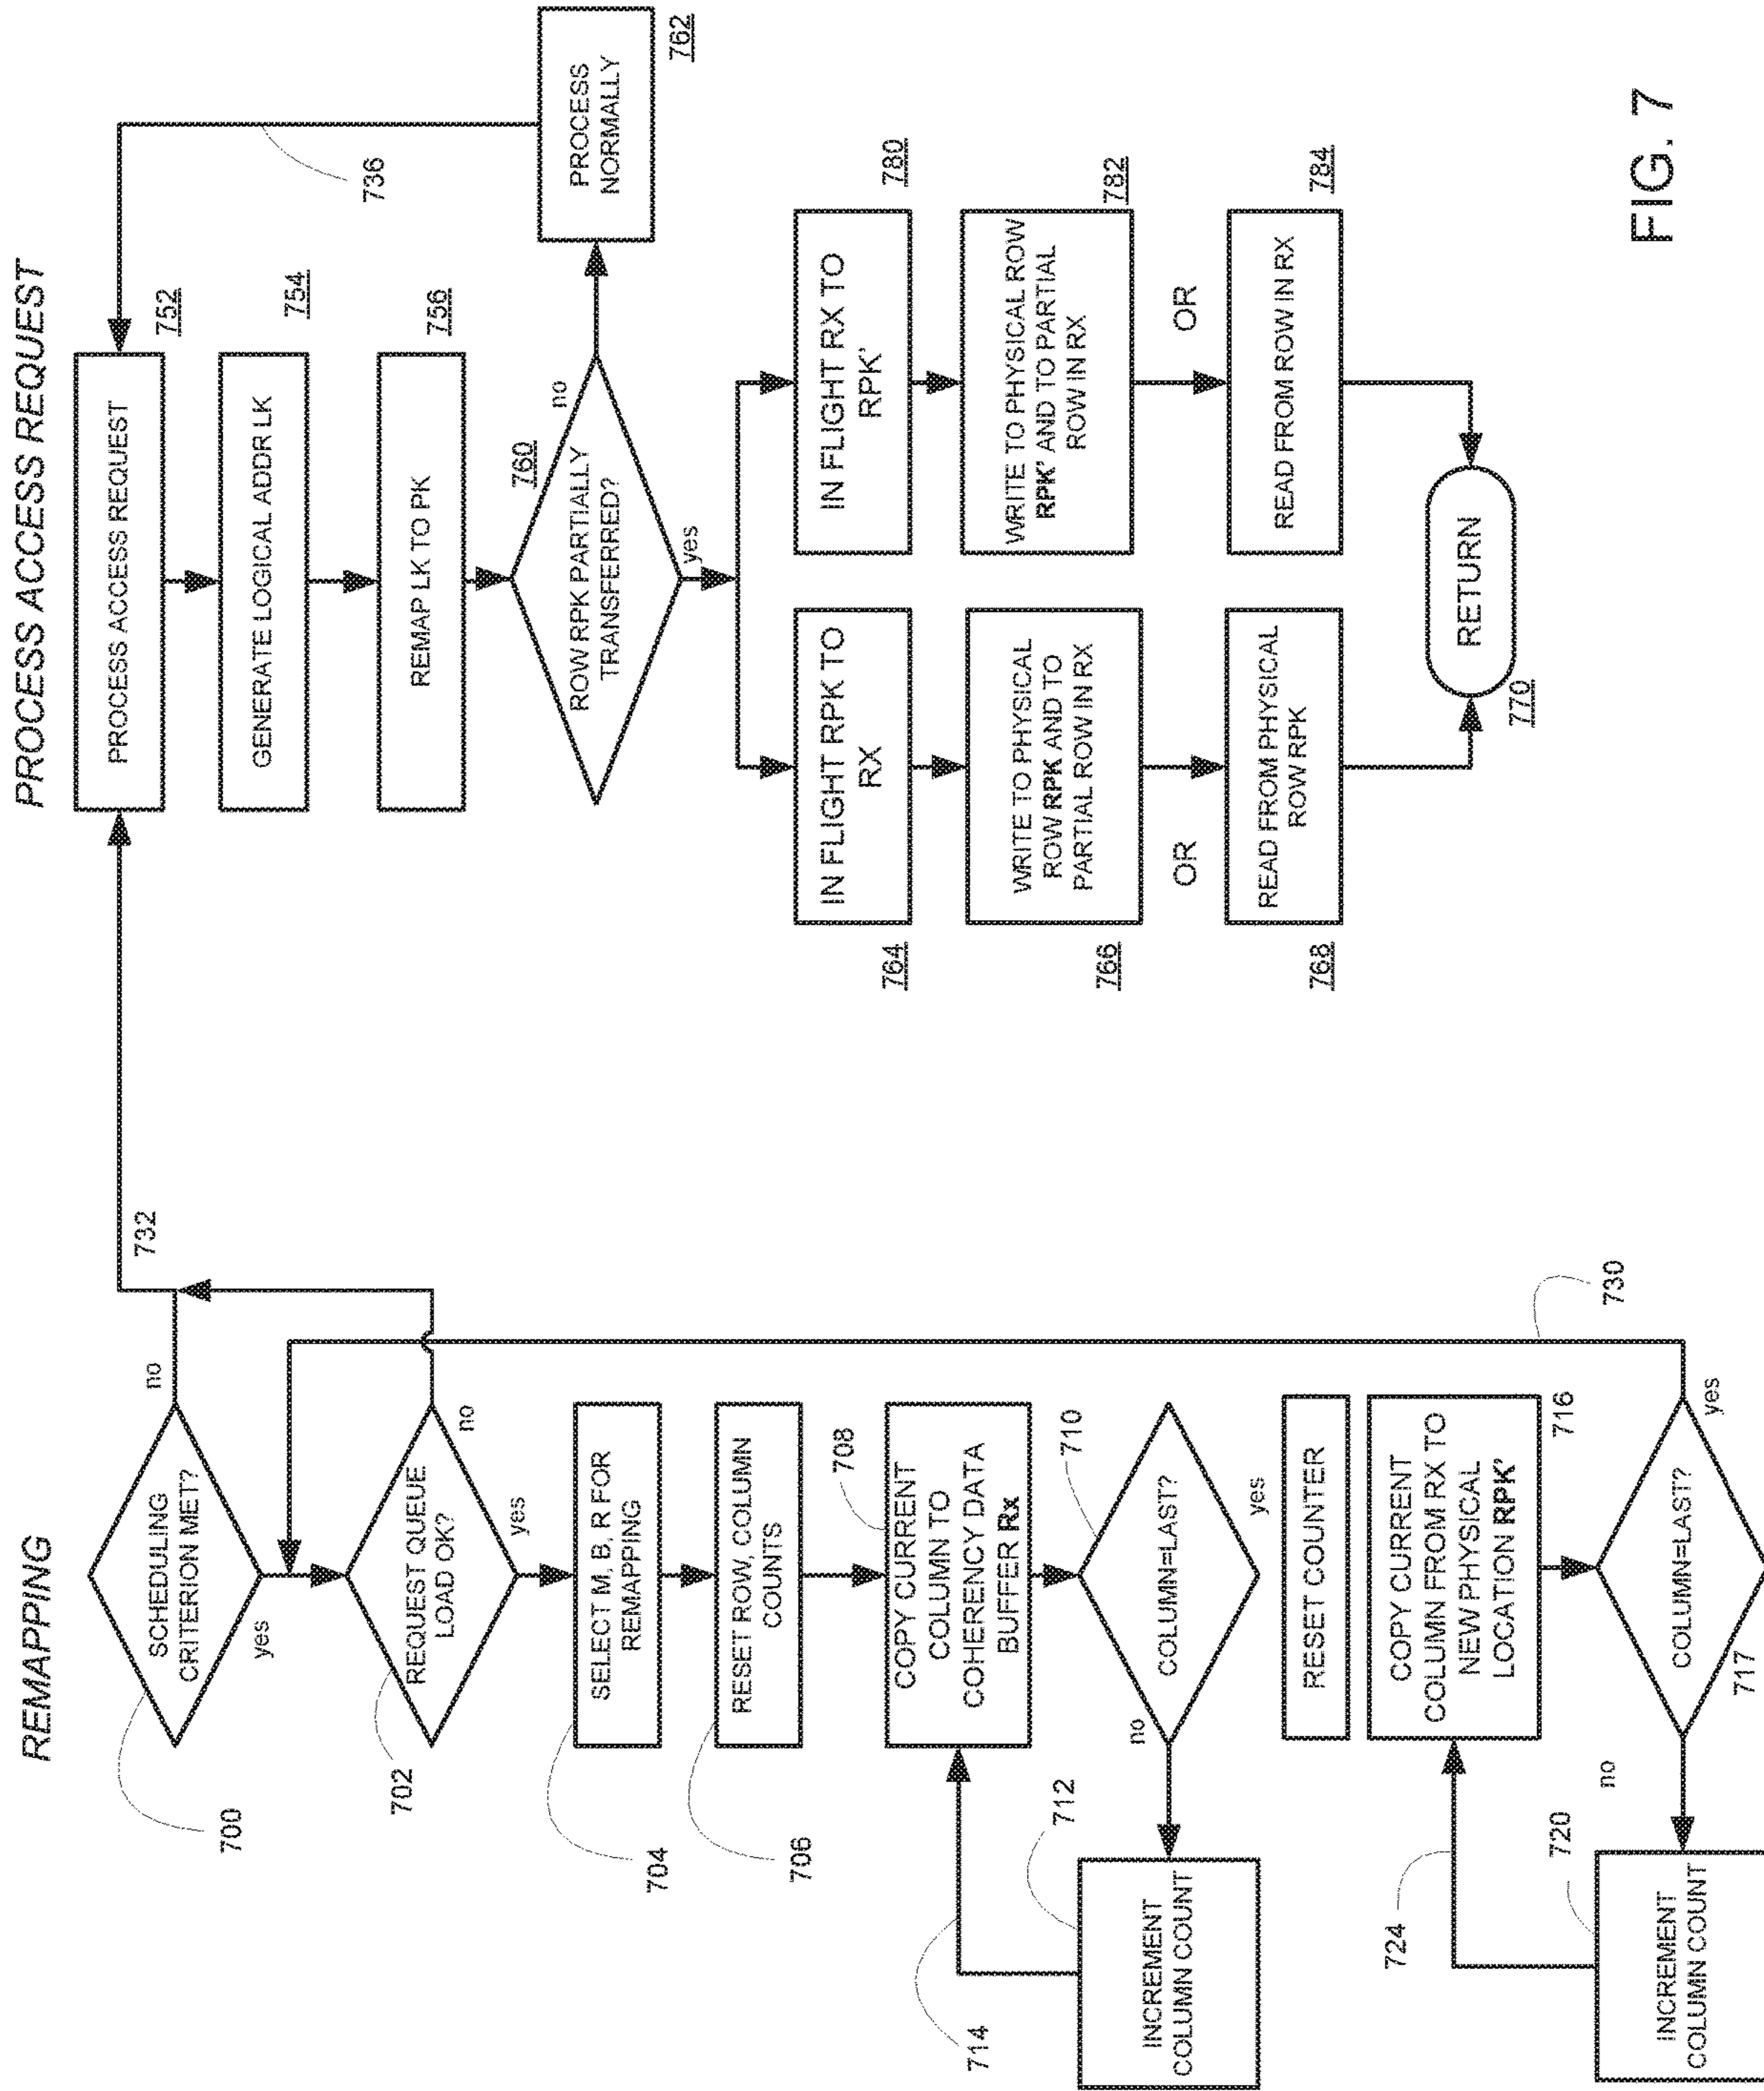 REMAPPING
SCHEDULING
CRITERION MET?
700
no
yes
732
REQUEST QUEUE
LOAD OK?
702
no
yes
SELECT M, B, R FOR
REMAPPING
704
RESET ROW, COLUMN
COUNTS
706
COPY CURRENT
COLUMN TO
COHERENCY DATA
BUFFER Rx
708
COLUMN=LAST?
710
no
yes
INCREMENT
COLUMN COUNT
712
714
RESET COUNTER
COPY CURRENT
COLUMN FROM RX TO
NEW PHYSICAL
LOCATION RPK'
716
COLUMN=LAST?
717
no
yes
INCREMENT
COLUMN COUNT
720
724
730
PROCESS ACCESS REQUEST
PROCESS ACCESS REQUEST
752
GENERATE LOGICAL ADDR LK
754
REMAP LK TO PK
756
ROW RPK PARTIALLY
TRANSFERRED?
760
no
yes
PROCESS
NORMALLY
762
736
IN FLIGHT RPK TO
RX
764
WRITE TO PHYSICAL
ROW RPK AND TO
PARTIAL ROW IN RX
766
OR
READ FROM PHYSICAL
ROW RPK
768
IN FLIGHT RX TO
RPK'
780
WRITE TO PHYSICAL ROW
RPK' AND TO PARTIAL
ROW IN RX
782
OR
READ FROM ROW IN RX
784
RETURN
770
FIG. 7